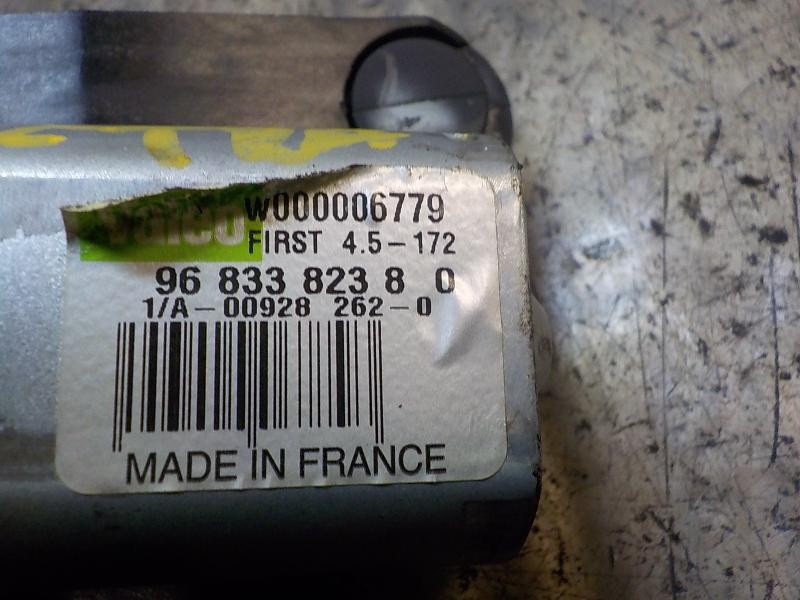 Valeo
W000006779
FIRST 4.5-172
96 833 823 8 0
1/A-00928 262-0
MADE IN FRANCE